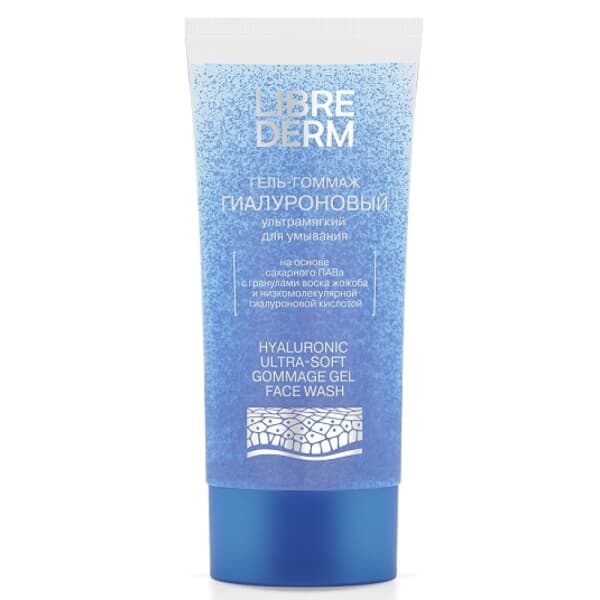 LIBRE
DERM
ГЕЛЬ-ГОММАЖ
ГИАЛУРОНОВЫЙ
ультрамягкий
для умывания
на основе
сахарного ПАВа
с гранулами воска жожоба
и низкомолекулярной
гиалуроновой кислотой
HYALURONIC
ULTRA-SOFT
GOMMAGE GEL
FACE WASH